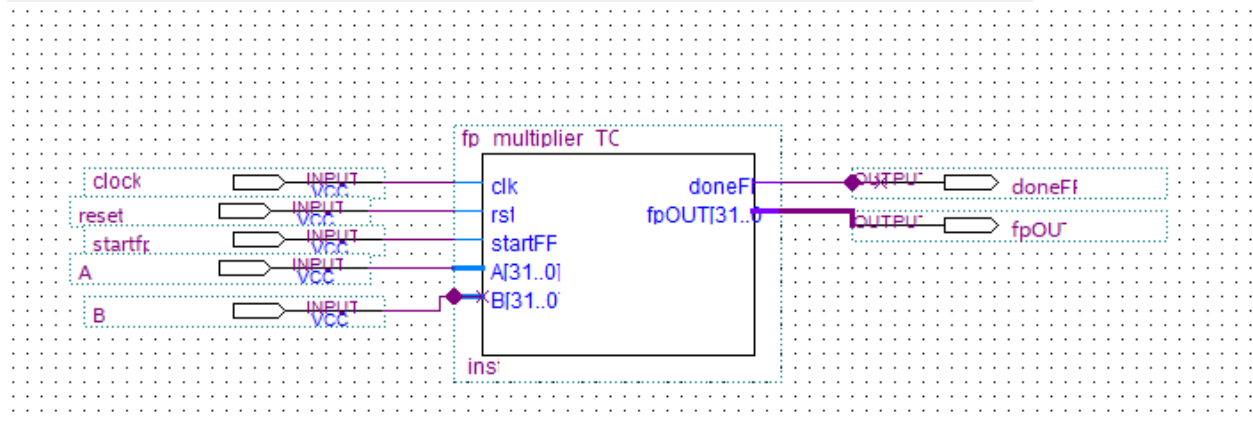 fp_multiplier_TO
clock INPUT VCC
clk
doneFF
OUTPUT
doneFF
reset INPUT VCC
rst
fpOUT[31..0]
OUTPUT
fpOUT
startfp INPUT VCC
startFF
A INPUT VCC
A[31..0]
B INPUT VCC
B[31..0]
inst